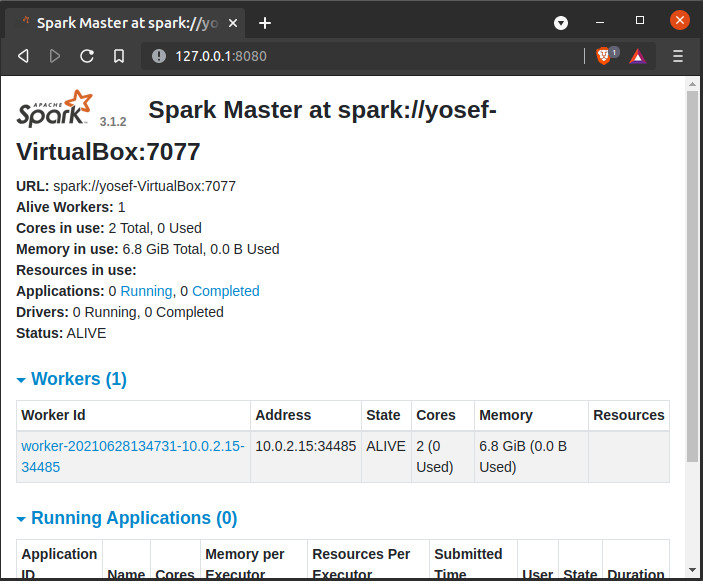 Spark Master at spark://yo
127.0.0.1:8080
1
APACHE
Spark 3.1.2 Spark Master at spark://yosef-
VirtualBox:7077
URL: spark://yosef-VirtualBox:7077
Alive Workers: 1
Cores in use: 2 Total, 0 Used
Memory in use: 6.8 GiB Total, 0.0 B Used
Resources in use:
Applications: 0 Running, 0 Completed
Drivers: 0 Running, 0 Completed
Status: ALIVE
Workers (1)
Worker Id Address State Cores Memory Resources
worker-20210628134731-10.0.2.15- 10.0.2.15:34485 ALIVE 2 (0 6.8 GiB (0.0 B
34485 Used) Used)
Running Applications (0)
Application Memory per Resources Per Submitted
ID Name Cores Executor Executor Time User State Duration